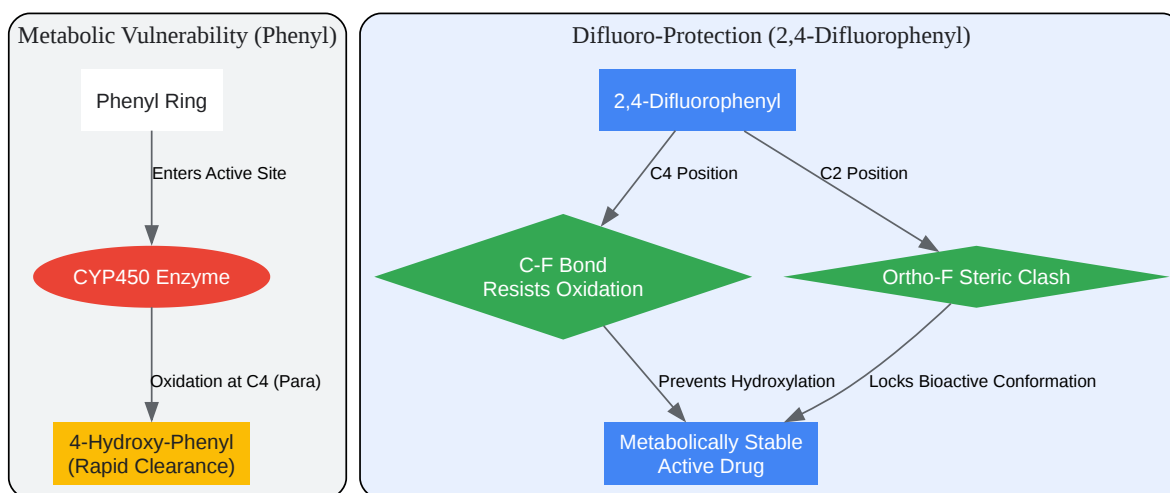 Metabolic Vulnerability (Phenyl)
Phenyl Ring
Enters Active Site
CYP450 Enzyme
Oxidation at C4 (Para)
4-Hydroxy-Phenyl
(Rapid Clearance)
Difluoro-Protection (2,4-Difluorophenyl)
2,4-Difluorophenyl
C4 Position
C2 Position
C-F Bond
Resists Oxidation
Ortho-F Steric Clash
Prevents Hydroxylation
Locks Bioactive Conformation
Metabolically Stable
Active Drug